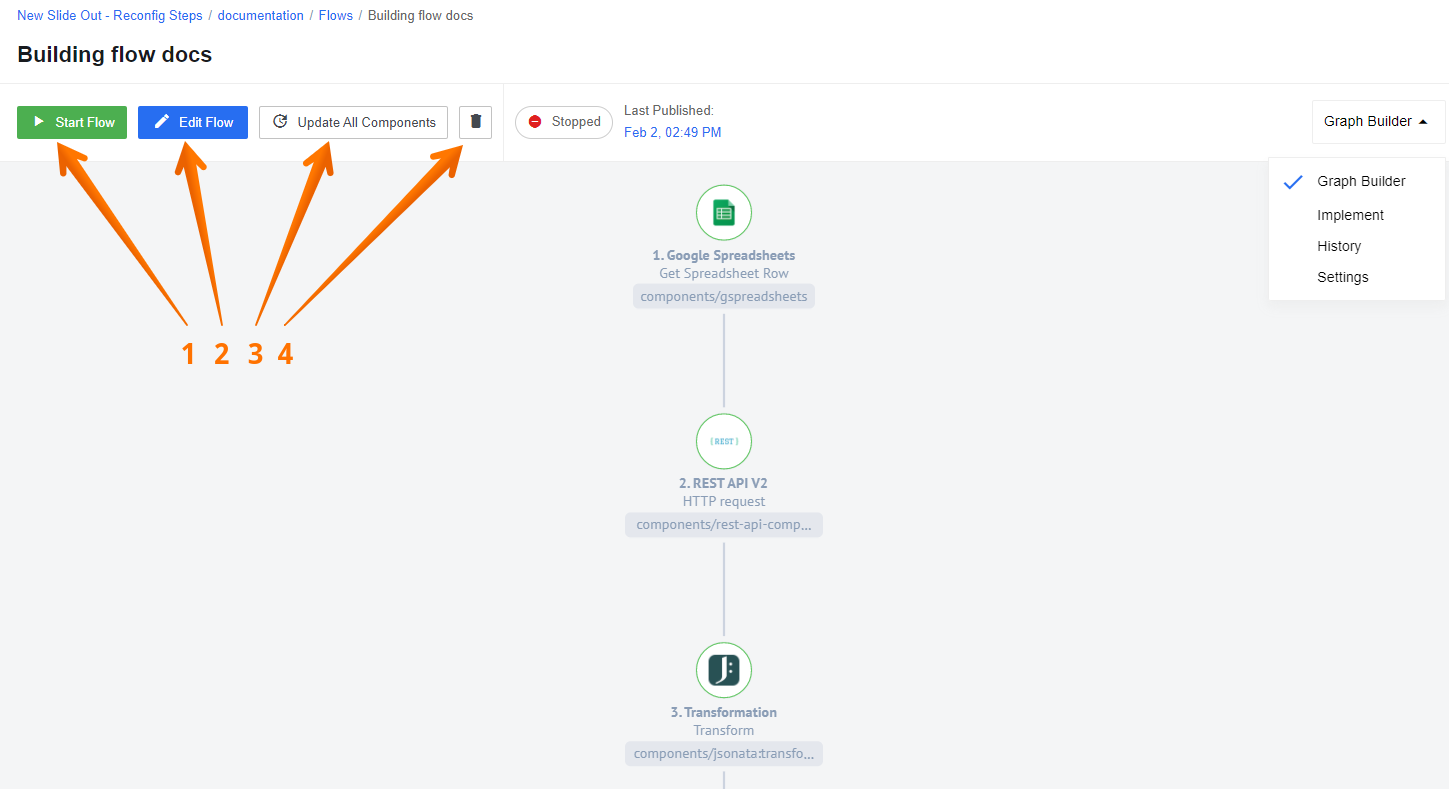 New Slide Out - Reconfig Steps / documentation / Flows / Building flow docs
Building flow docs
Start Flow
Edit Flow
Update All Components
Stopped
Last Published:
Feb 2, 02:49 PM
Graph Builder
Graph Builder
Implement
History
Settings
1 2 3 4
1. Google Spreadsheets
Get Spreadsheet Row
components/gspreadsheets
{REST}
2. REST API V2
HTTP request
components/rest-api-comp...
J:
3. Transformation
Transform
components/jsonata:transfo...